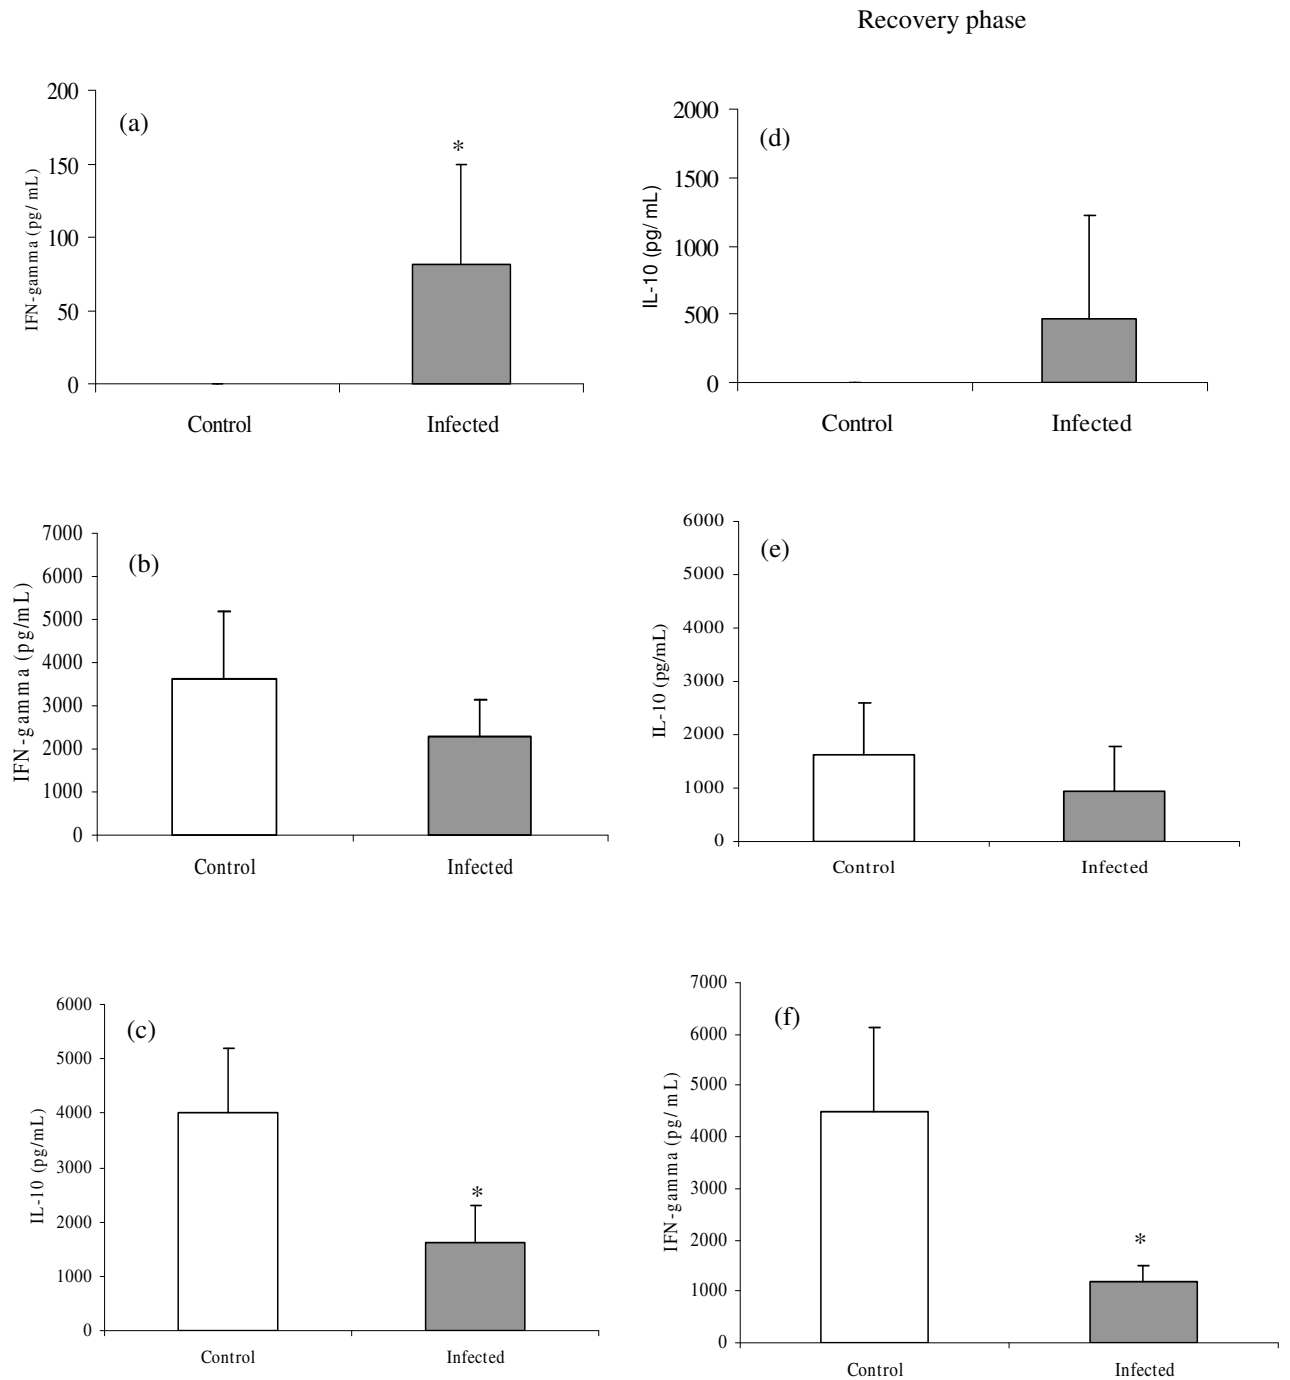 Recovery phase
(a)
IFN-gamma (pg/ mL)
200
150
100
50
0
*
Control Infected
(d)
IL-10 (pg/ mL)
2000
1500
1000
500
0
Control Infected
(b)
IFN-gamma (pg/mL)
7000
6000
5000
4000
3000
2000
1000
0
Control Infected
(e)
IL-10 (pg/mL)
6000
5000
4000
3000
2000
1000
0
Control Infected
(c)
IL-10 (pg/mL)
6000
5000
4000
3000
2000
1000
0
*
Control Infected
(f)
IFN-gamma (pg/ mL)
7000
6000
5000
4000
3000
2000
1000
0
*
Control Infected